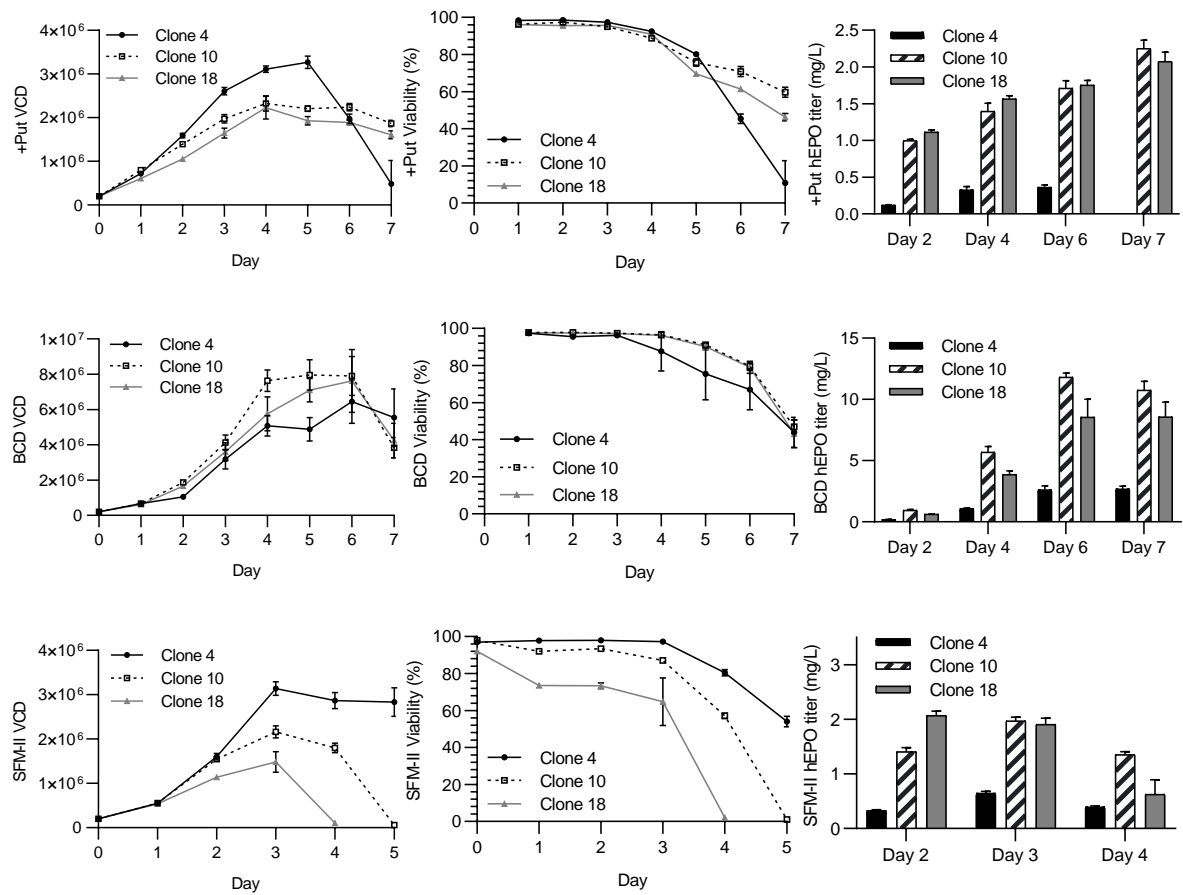 +Put VCD
4×10⁶
3×10⁶
2×10⁶
1×10⁶
0
0 1 2 3 4 5 6 7
Day
Clone 4
Clone 10
Clone 18
+Put Viability (%)
100
80
60
40
20
0
0 1 2 3 4 5 6 7
Day
Clone 4
Clone 10
Clone 18
+Put hEPO titer (mg/L)
2.5
2.0
1.5
1.0
0.5
0.0
Day 2 Day 4 Day 6 Day 7
Clone 4
Clone 10
Clone 18
BCD VCD
1×10⁷
8×10⁶
6×10⁶
4×10⁶
2×10⁶
0
0 1 2 3 4 5 6 7
Day
Clone 4
Clone 10
Clone 18
BCD Viability (%)
100
80
60
40
20
0
0 1 2 3 4 5 6 7
Day
Clone 4
Clone 10
Clone 18
BCD hEPO titer (mg/L)
15
10
5
0
Day 2 Day 4 Day 6 Day 7
Clone 4
Clone 10
Clone 18
SFM-II VCD
4×10⁶
3×10⁶
2×10⁶
1×10⁶
0
0 1 2 3 4 5
Day
Clone 4
Clone 10
Clone 18
SFM-II Viability (%)
100
80
60
40
20
0
0 1 2 3 4 5
Day
Clone 4
Clone 10
Clone 18
SFM-II hEPO titer (mg/L)
3
2
1
0
Day 2 Day 3 Day 4
Clone 4
Clone 10
Clone 18